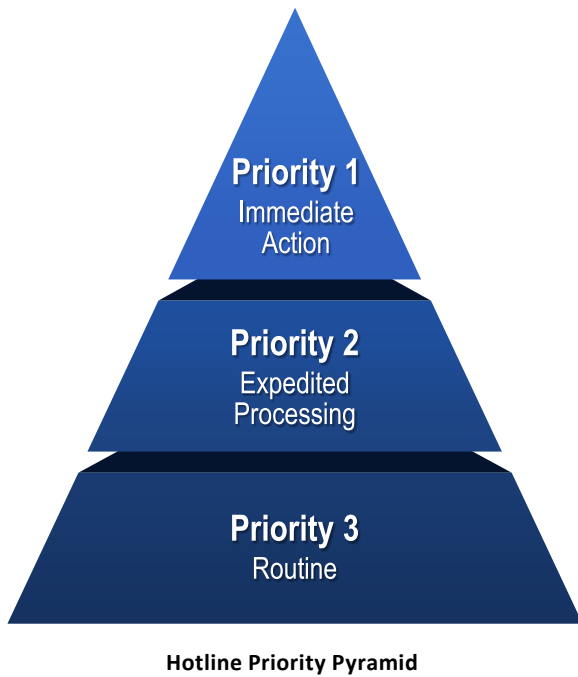 Priority 1
Immediate
Action
Priority 2
Expedited
Processing
Priority 3
Routine
Hotline Priority Pyramid